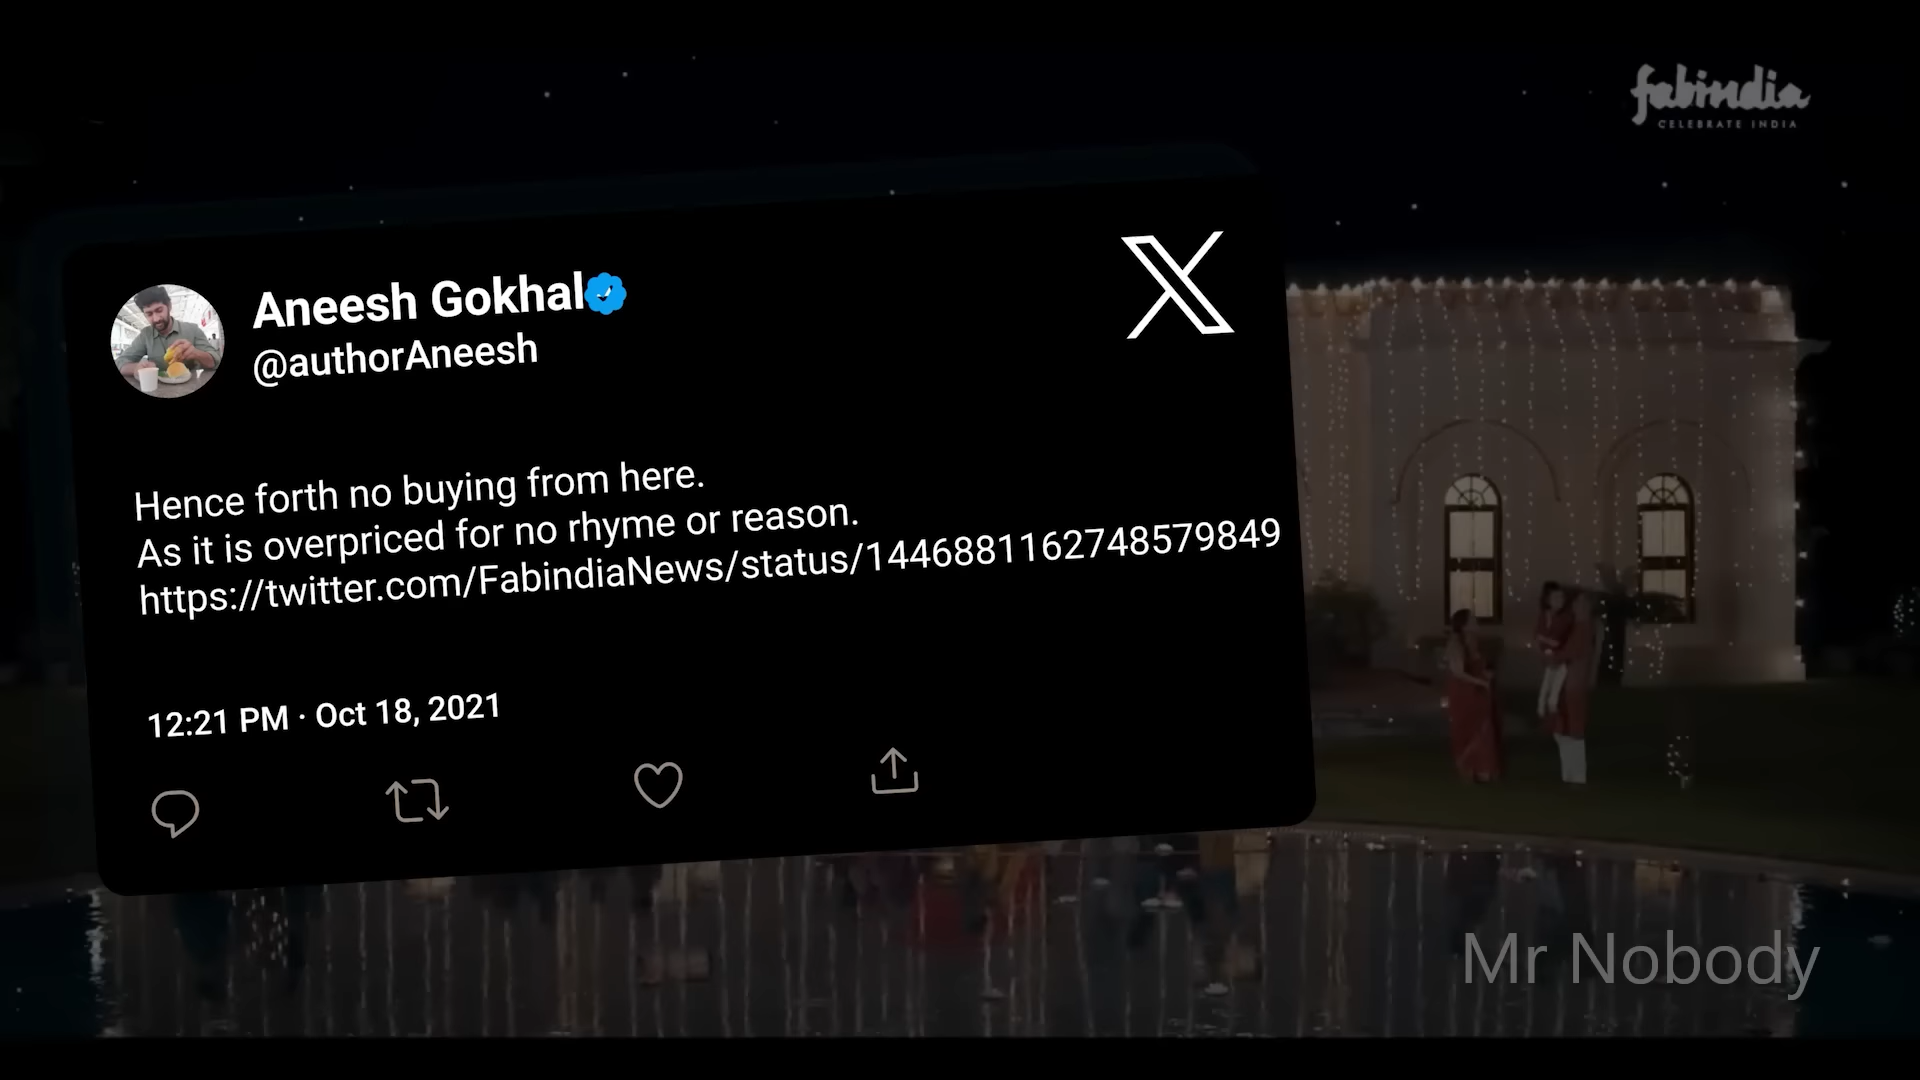 fabindia
CELEBRATE INDIA
Aneesh Gokhal
@authorAneesh
Hence forth no buying from here.
As it is overpriced for no rhyme or reason.
https://twitter.com/FabindiaNews/status/1446881162748579849
12:21 PM · Oct 18, 2021
Mr Nobody